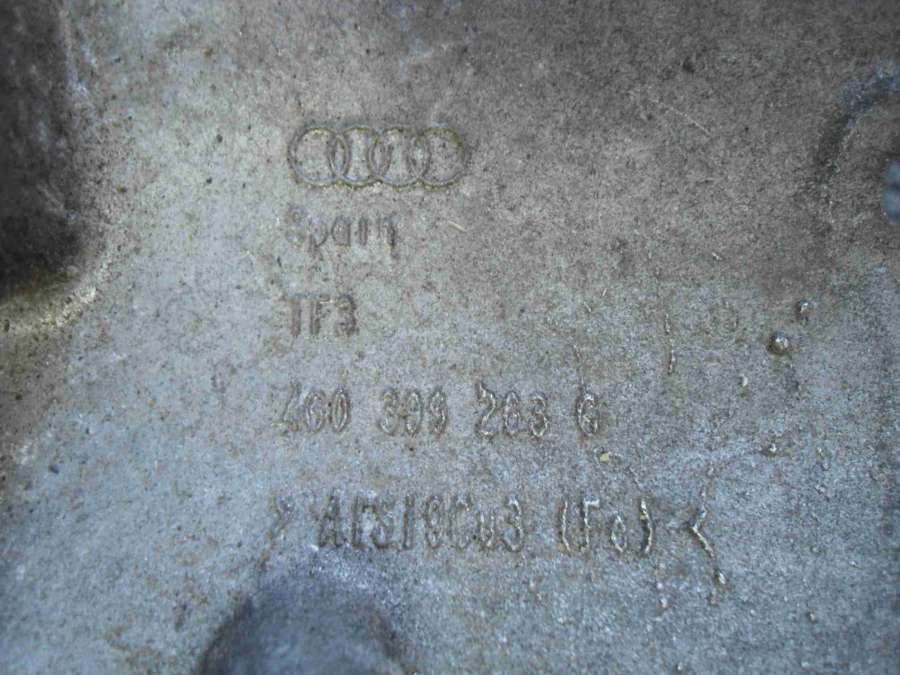 Spain
TF3
4G0 399 263 G
>AlSi9Cu3 (Fe)<